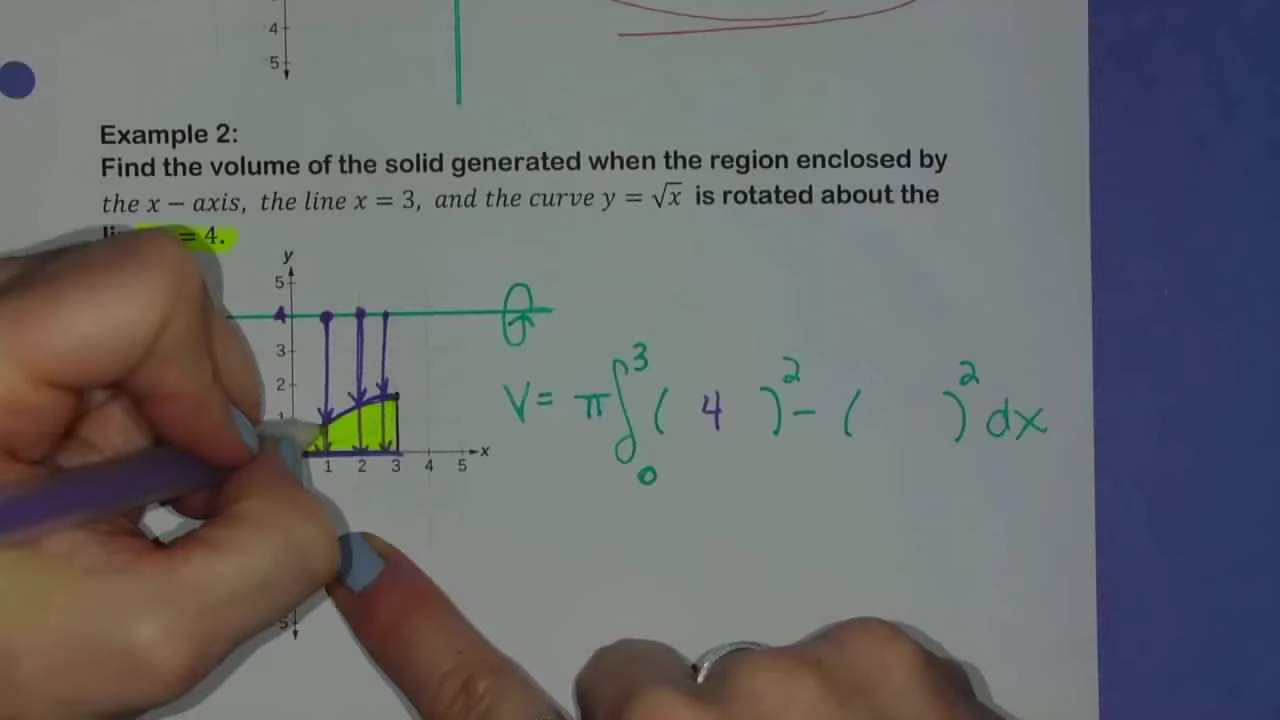 4
5
Example 2:
Find the volume of the solid generated when the region enclosed by
the x − axis, the line x = 3, and the curve y = √x is rotated about the
= 4.
y
5
4
3
2
1
x
1 2 3 4 5
5
V = π∫₀³ ( 4 )² − ( )² dx